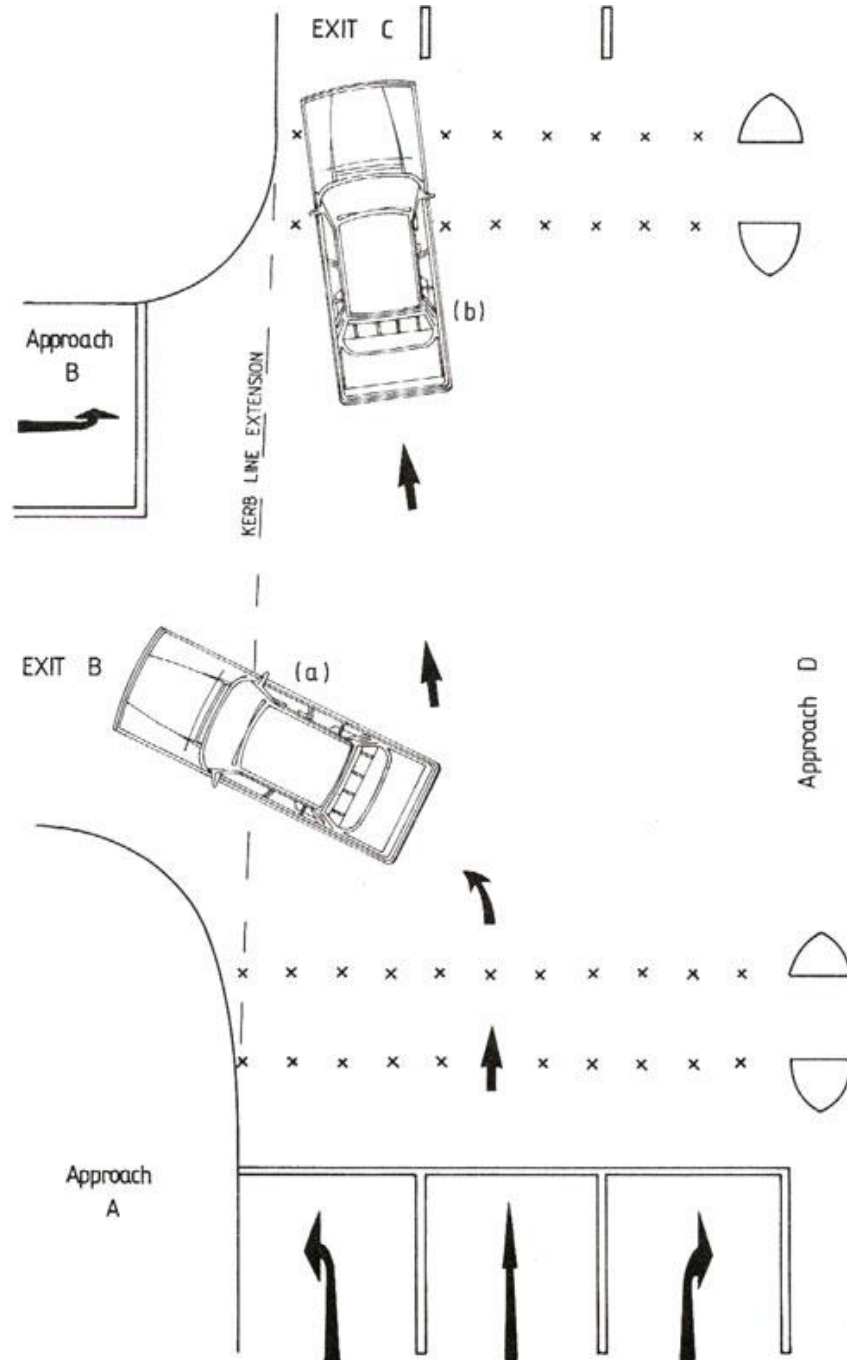 EXIT C
Approach
B
(b)
KERB LINE EXTENSION
EXIT B
(a)
Approach D
Approach
A